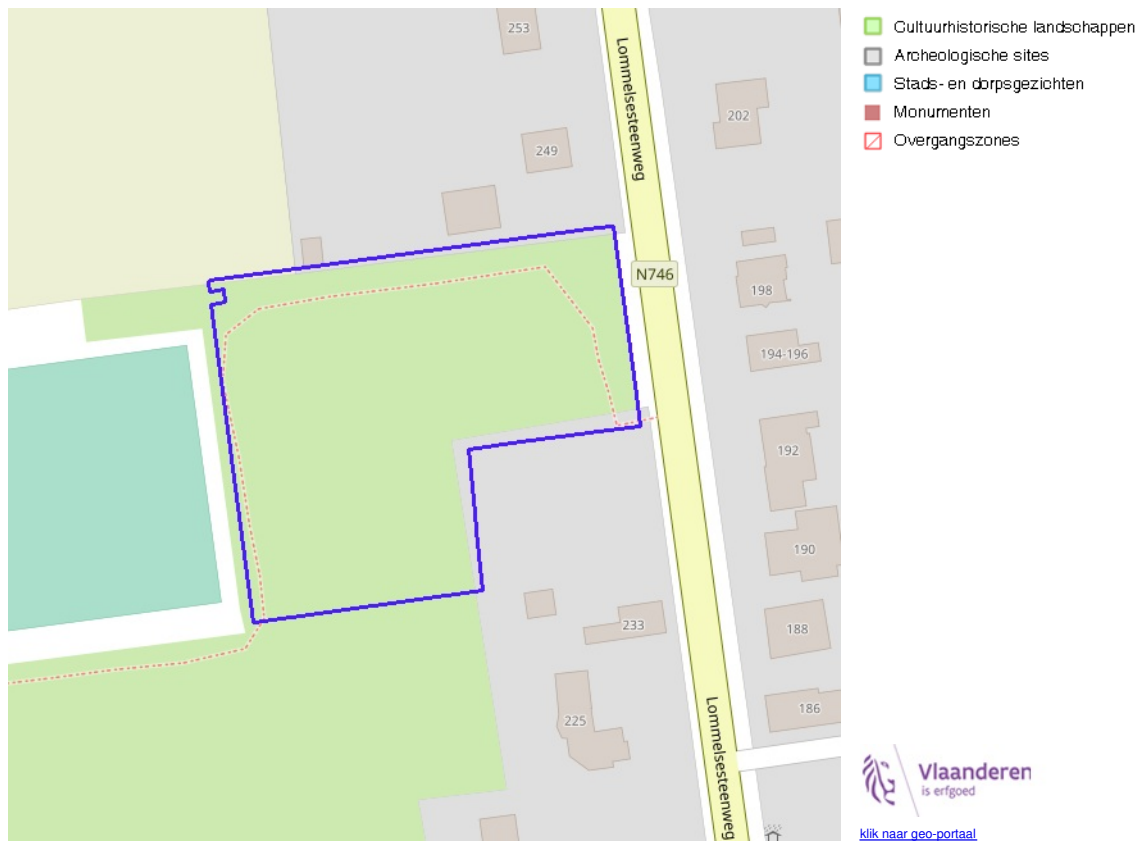 253
Lommelsesteenweg
202
249
N746
198
194-196
192
190
188
233
186
225
Lommelsesteenweg
Cultuurhistorische landschappen
Archeologische sites
Stads- en dorpsgezichten
Monumenten
Overgangszones
Vlaanderen
is erfgoed
klik naar geo-portaal